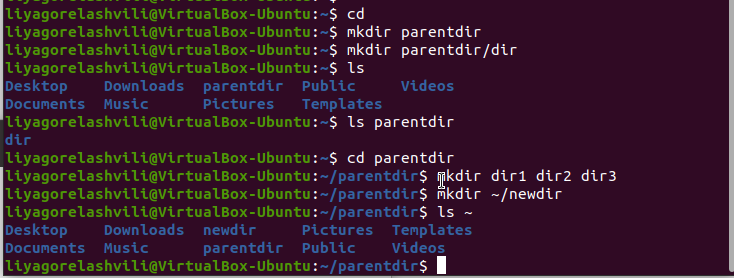 liyagorelashvili@VirtualBox-Ubuntu:~$ cd
liyagorelashvili@VirtualBox-Ubuntu:~$ mkdir parentdir
liyagorelashvili@VirtualBox-Ubuntu:~$ mkdir parentdir/dir
liyagorelashvili@VirtualBox-Ubuntu:~$ ls
Desktop    Downloads  parentdir  Public     Videos
Documents  Music      Pictures   Templates
liyagorelashvili@VirtualBox-Ubuntu:~$ ls parentdir
dir
liyagorelashvili@VirtualBox-Ubuntu:~$ cd parentdir
liyagorelashvili@VirtualBox-Ubuntu:~/parentdir$ mkdir dir1 dir2 dir3
liyagorelashvili@VirtualBox-Ubuntu:~/parentdir$ mkdir ~/newdir
liyagorelashvili@VirtualBox-Ubuntu:~/parentdir$ ls ~
Desktop    Downloads  newdir     Pictures  Templates
Documents  Music      parentdir  Public    Videos
liyagorelashvili@VirtualBox-Ubuntu:~/parentdir$